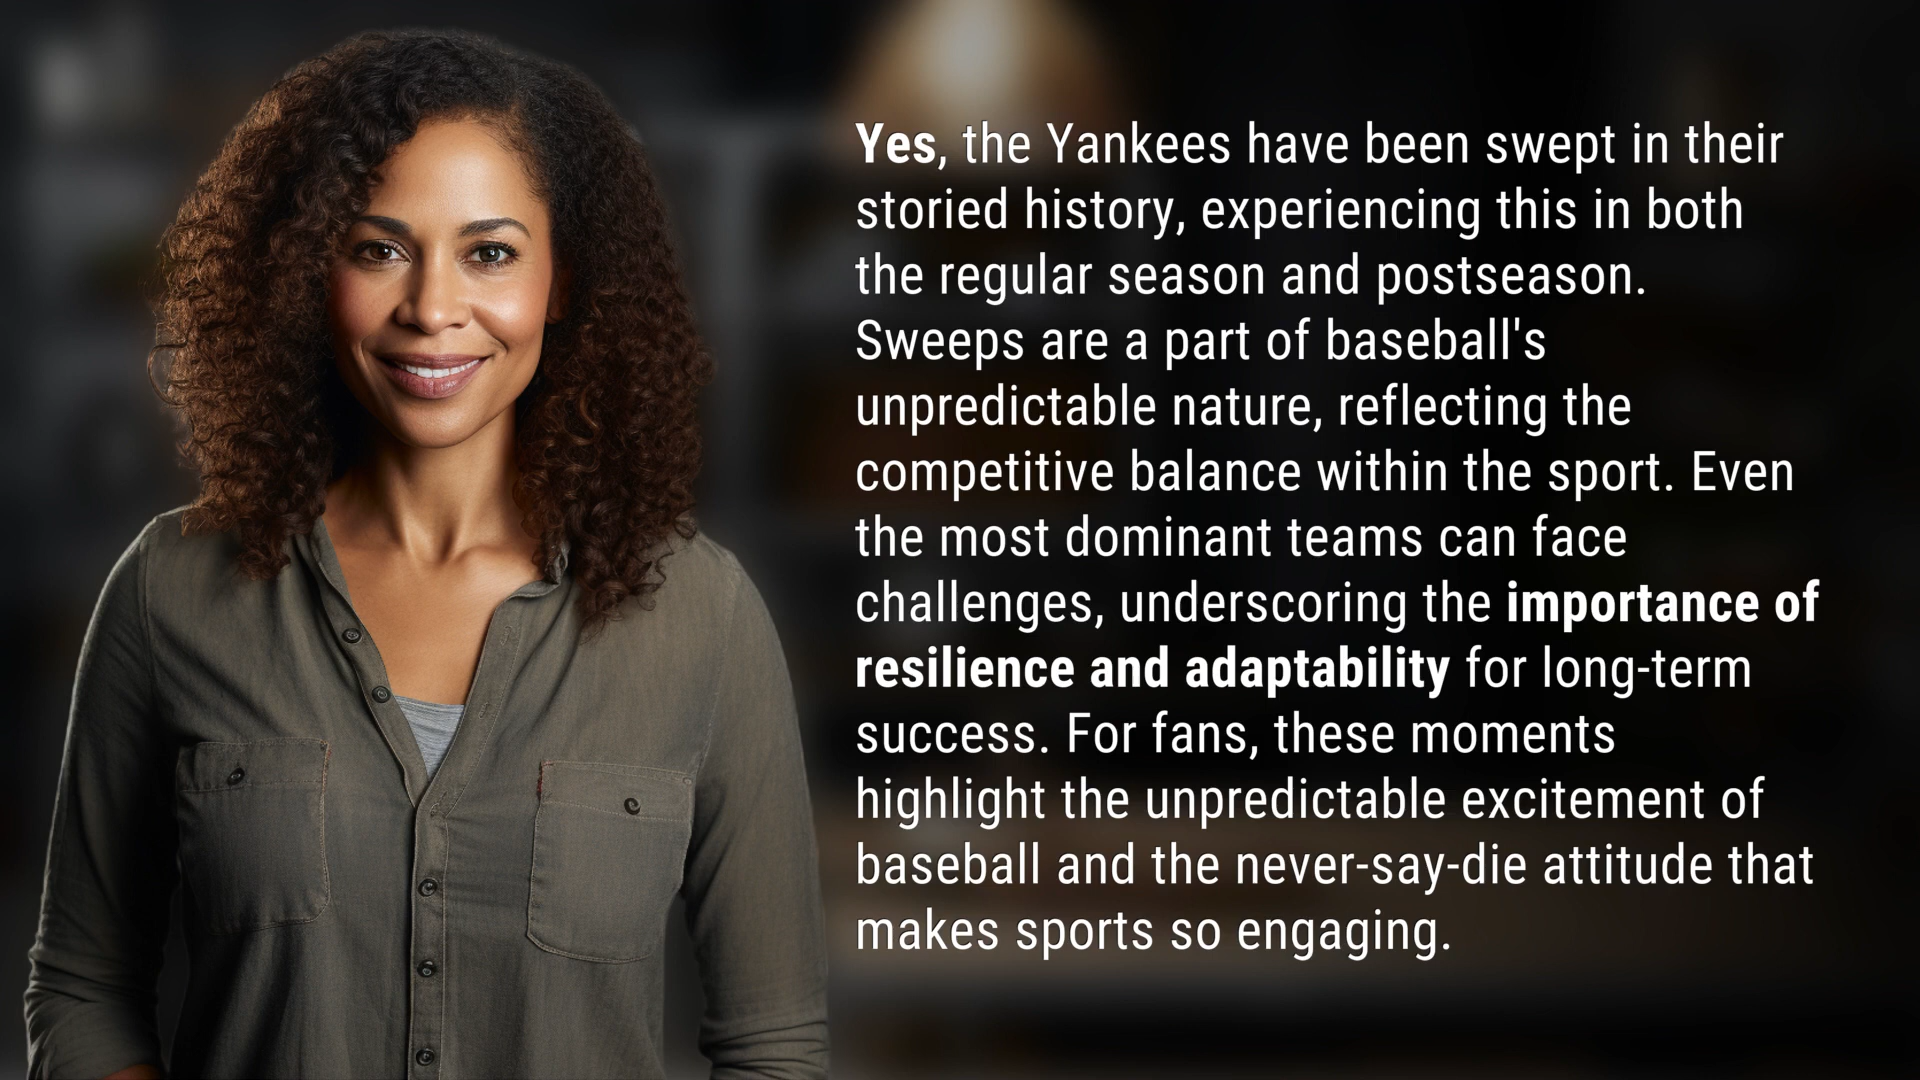 Yes, the Yankees have been swept in their
storied history, experiencing this in both
the regular season and postseason.
Sweeps are a part of baseball's
unpredictable nature, reflecting the
competitive balance within the sport. Even
the most dominant teams can face
challenges, underscoring the importance of
resilience and adaptability for long-term
success. For fans, these moments
highlight the unpredictable excitement of
baseball and the never-say-die attitude that
makes sports so engaging.